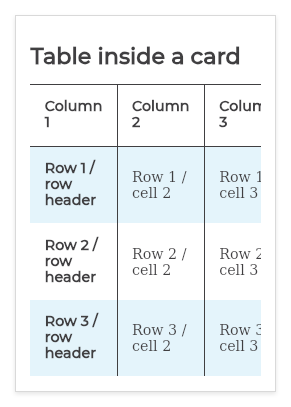 Table inside a card
Column 1
Column 2
Colum 3
Row 1 / row header
Row 1 / cell 2
Row 1 cell 3
Row 2 / row header
Row 2 / cell 2
Row 2 cell 3
Row 3 / row header
Row 3 / cell 2
Row 3 cell 3